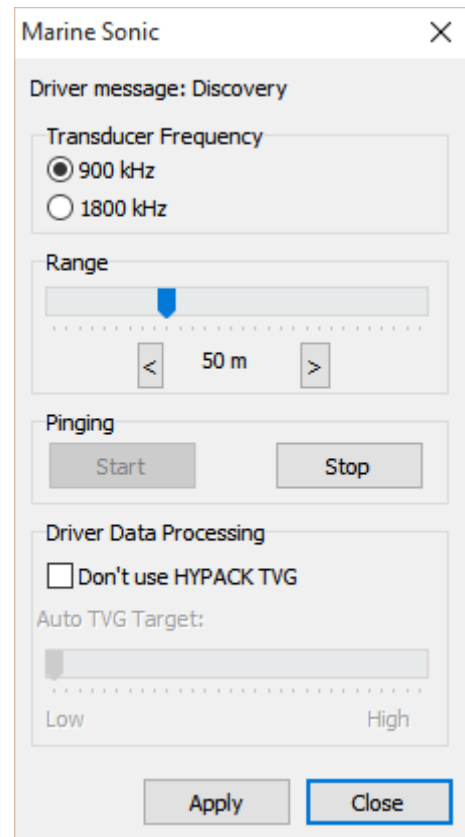 Marine Sonic
Driver message: Discovery
Transducer Frequency
900 kHz
1800 kHz
Range
< 50 m >
Pinging
Start Stop
Driver Data Processing
Don't use HYPACK TVG
Auto TVG Target:
Low High
Apply Close